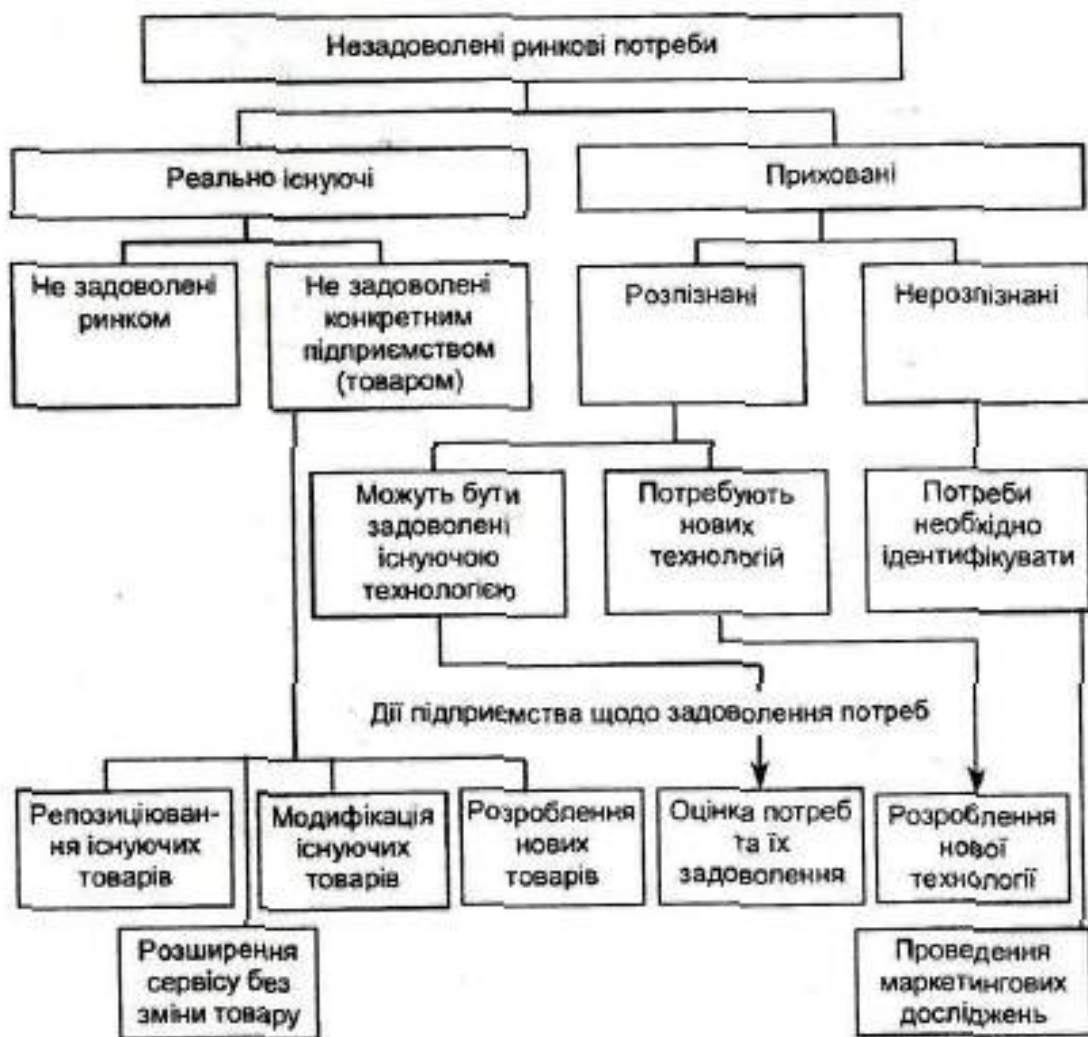 Незадоволені ринкові потреби
Реально існуючі
Приховані
Не задоволені
ринком
Не задоволені
конкретним
підприємством
(товаром)
Розпізнані
Нерозпізнані
Можуть бути
задоволені
існуючою
технологією
Потребують
нових
технологій
Потреби
необхідно
ідентифікувати
Дії підприємства щодо задоволення потреб
Репозиціюван-
ня існуючих
товарів
Модифікація
існуючих
товарів
Розроблення
нових
товарів
Оцінка потреб
та їх
задоволення
Розроблення
нової
технології
Розширення
сервісу без
зміни товару
Проведення
маркетингових
досліджень